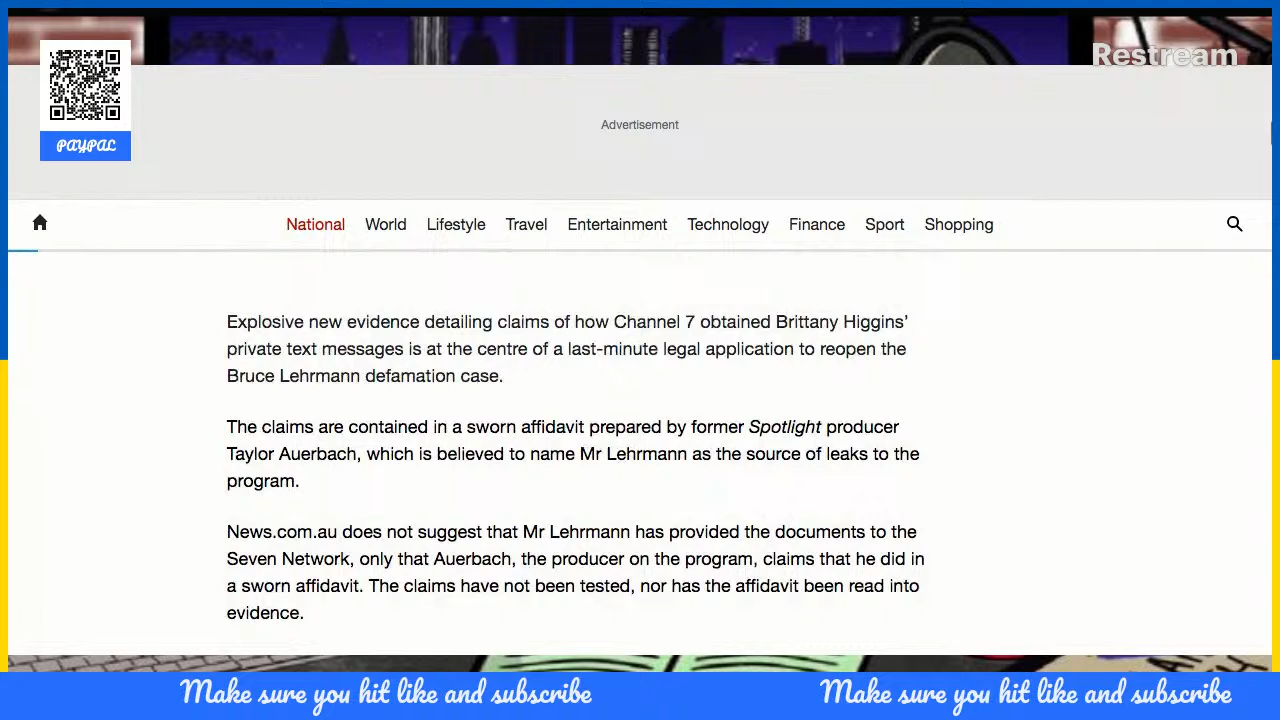 Restream
PAYPAL
Advertisement
National World Lifestyle Travel Entertainment Technology Finance Sport Shopping
Explosive new evidence detailing claims of how Channel 7 obtained Brittany Higgins’
private text messages is at the centre of a last-minute legal application to reopen the
Bruce Lehrmann defamation case.
The claims are contained in a sworn affidavit prepared by former Spotlight producer
Taylor Auerbach, which is believed to name Mr Lehrmann as the source of leaks to the
program.
News.com.au does not suggest that Mr Lehrmann has provided the documents to the
Seven Network, only that Auerbach, the producer on the program, claims that he did in
a sworn affidavit. The claims have not been tested, nor has the affidavit been read into
evidence.
Make sure you hit like and subscribe Make sure you hit like and subscribe